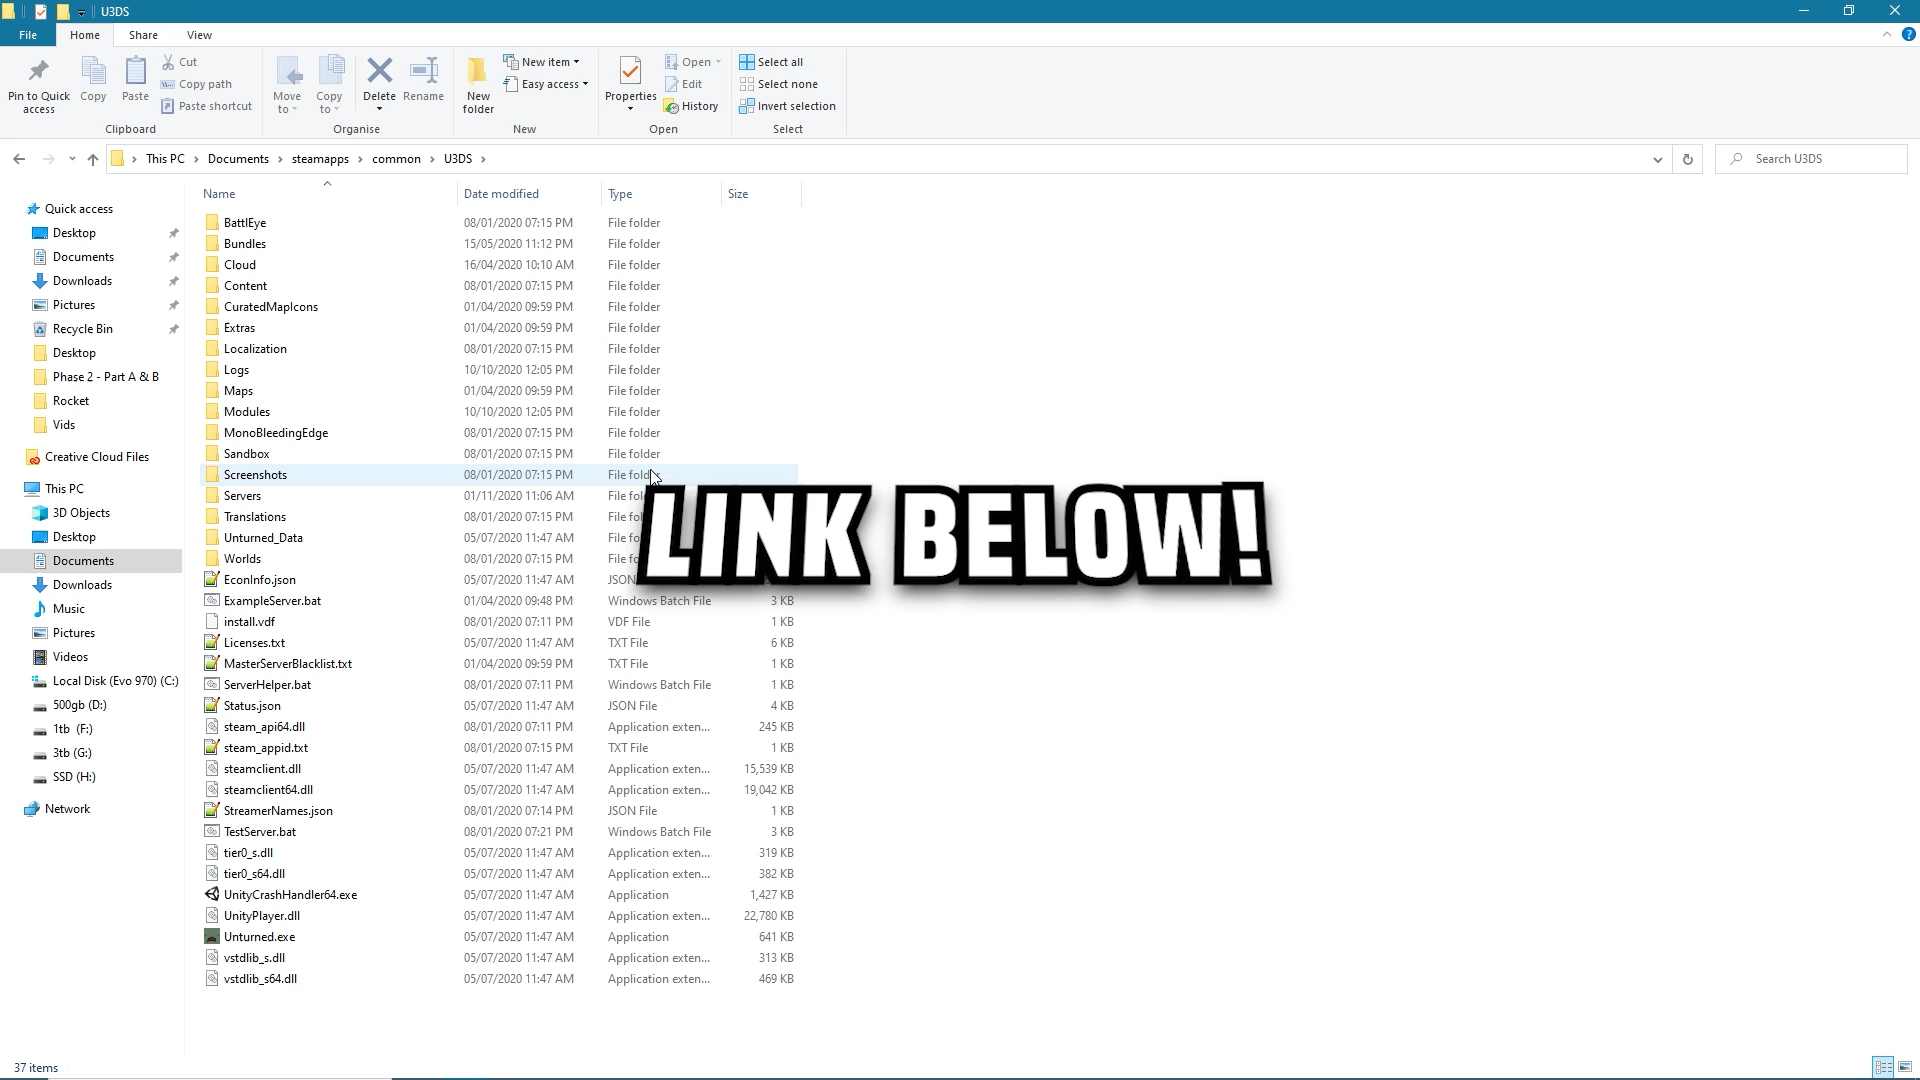 U3DS
File Home Share View
Pin to Quick access
Copy
Paste
Cut
Copy path
Paste shortcut
Clipboard
Move to
Copy to
Delete
Rename
Organise
New folder
New item
Easy access
New
Properties
Open
Edit
History
Open
Select all
Select none
Invert selection
Select
This PC Documents steamapps common U3DS
Search U3DS
Quick access
Desktop
Documents
Downloads
Pictures
Recycle Bin
Desktop
Phase 2 - Part A & B
Rocket
Vids
Creative Cloud Files
This PC
3D Objects
Desktop
Documents
Downloads
Music
Pictures
Videos
Local Disk (Evo 970) (C:)
500gb (D:)
1tb (F:)
3tb (G:)
SSD (H:)
Network
Name Date modified Type Size
BattlEye 08/01/2020 07:15 PM File folder
Bundles 15/05/2020 11:12 PM File folder
Cloud 16/04/2020 10:10 AM File folder
Content 08/01/2020 07:15 PM File folder
CuratedMapIcons 01/04/2020 09:59 PM File folder
Extras 01/04/2020 09:59 PM File folder
Localization 08/01/2020 07:15 PM File folder
Logs 10/10/2020 12:05 PM File folder
Maps 01/04/2020 09:59 PM File folder
Modules 10/10/2020 12:05 PM File folder
MonoBleedingEdge 08/01/2020 07:15 PM File folder
Sandbox 08/01/2020 07:15 PM File folder
Screenshots 08/01/2020 07:15 PM File folder
Servers 01/11/2020 11:06 AM File
Translations 08/01/2020 07:15 PM File
Unturned_Data 05/07/2020 11:47 AM File
Worlds 08/01/2020 07:15 PM File
EconInfo.json 05/07/2020 11:47 AM JSON
ExampleServer.bat 01/04/2020 09:48 PM Windows Batch File 3 KB
install.vdf 08/01/2020 07:11 PM VDF File 1 KB
Licenses.txt 05/07/2020 11:47 AM TXT File 6 KB
MasterServerBlacklist.txt 01/04/2020 09:59 PM TXT File 1 KB
ServerHelper.bat 08/01/2020 07:11 PM Windows Batch File 1 KB
Status.json 05/07/2020 11:47 AM JSON File 4 KB
steam_api64.dll 08/01/2020 07:11 PM Application exten... 245 KB
steam_appid.txt 08/01/2020 07:15 PM TXT File 1 KB
steamclient.dll 05/07/2020 11:47 AM Application exten... 15,539 KB
steamclient64.dll 05/07/2020 11:47 AM Application exten... 19,042 KB
StreamerNames.json 08/01/2020 07:14 PM JSON File 1 KB
TestServer.bat 08/01/2020 07:21 PM Windows Batch File 3 KB
tier0_s.dll 05/07/2020 11:47 AM Application exten... 319 KB
tier0_s64.dll 05/07/2020 11:47 AM Application exten... 382 KB
UnityCrashHandler64.exe 05/07/2020 11:47 AM Application 1,427 KB
UnityPlayer.dll 05/07/2020 11:47 AM Application exten... 22,780 KB
Unturned.exe 05/07/2020 11:47 AM Application 641 KB
vstdlib_s.dll 05/07/2020 11:47 AM Application exten... 313 KB
vstdlib_s64.dll 05/07/2020 11:47 AM Application exten... 469 KB
LINK BELOW!
37 items